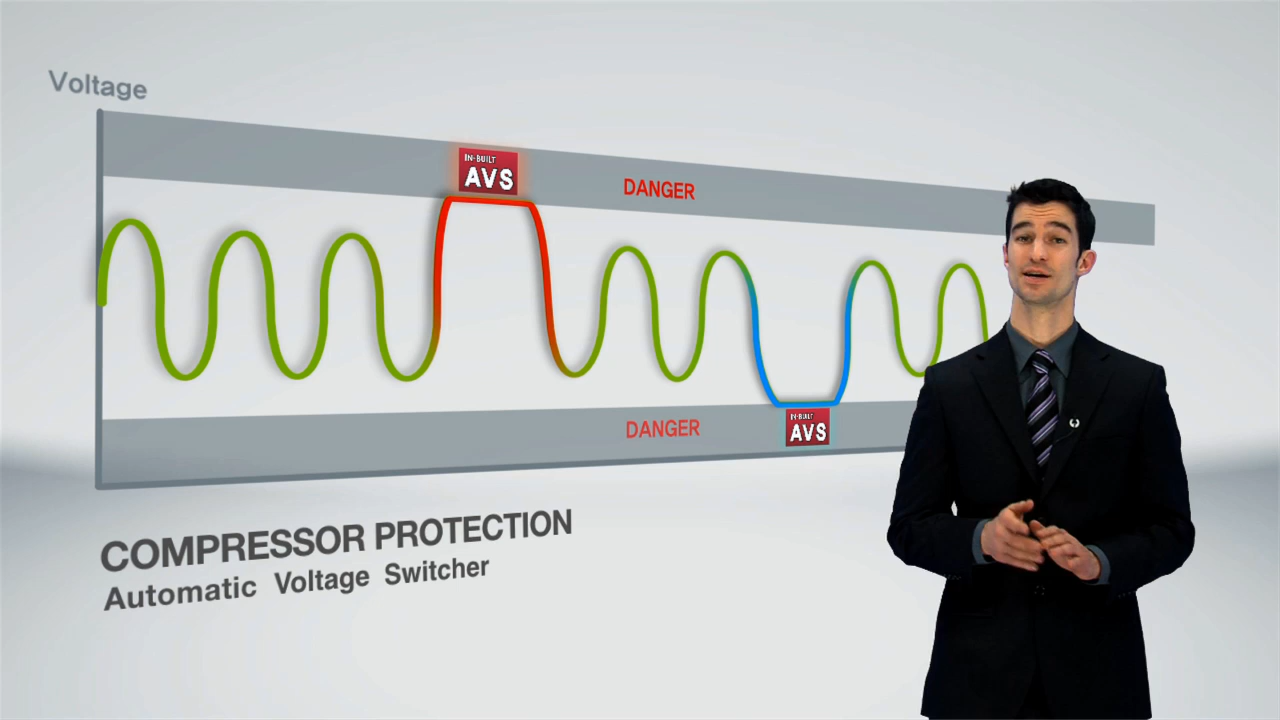 Voltage
IN-BUILT
AVS
DANGER
DANGER
IN-BUILT
AVS
COMPRESSOR PROTECTION
Automatic Voltage Switcher